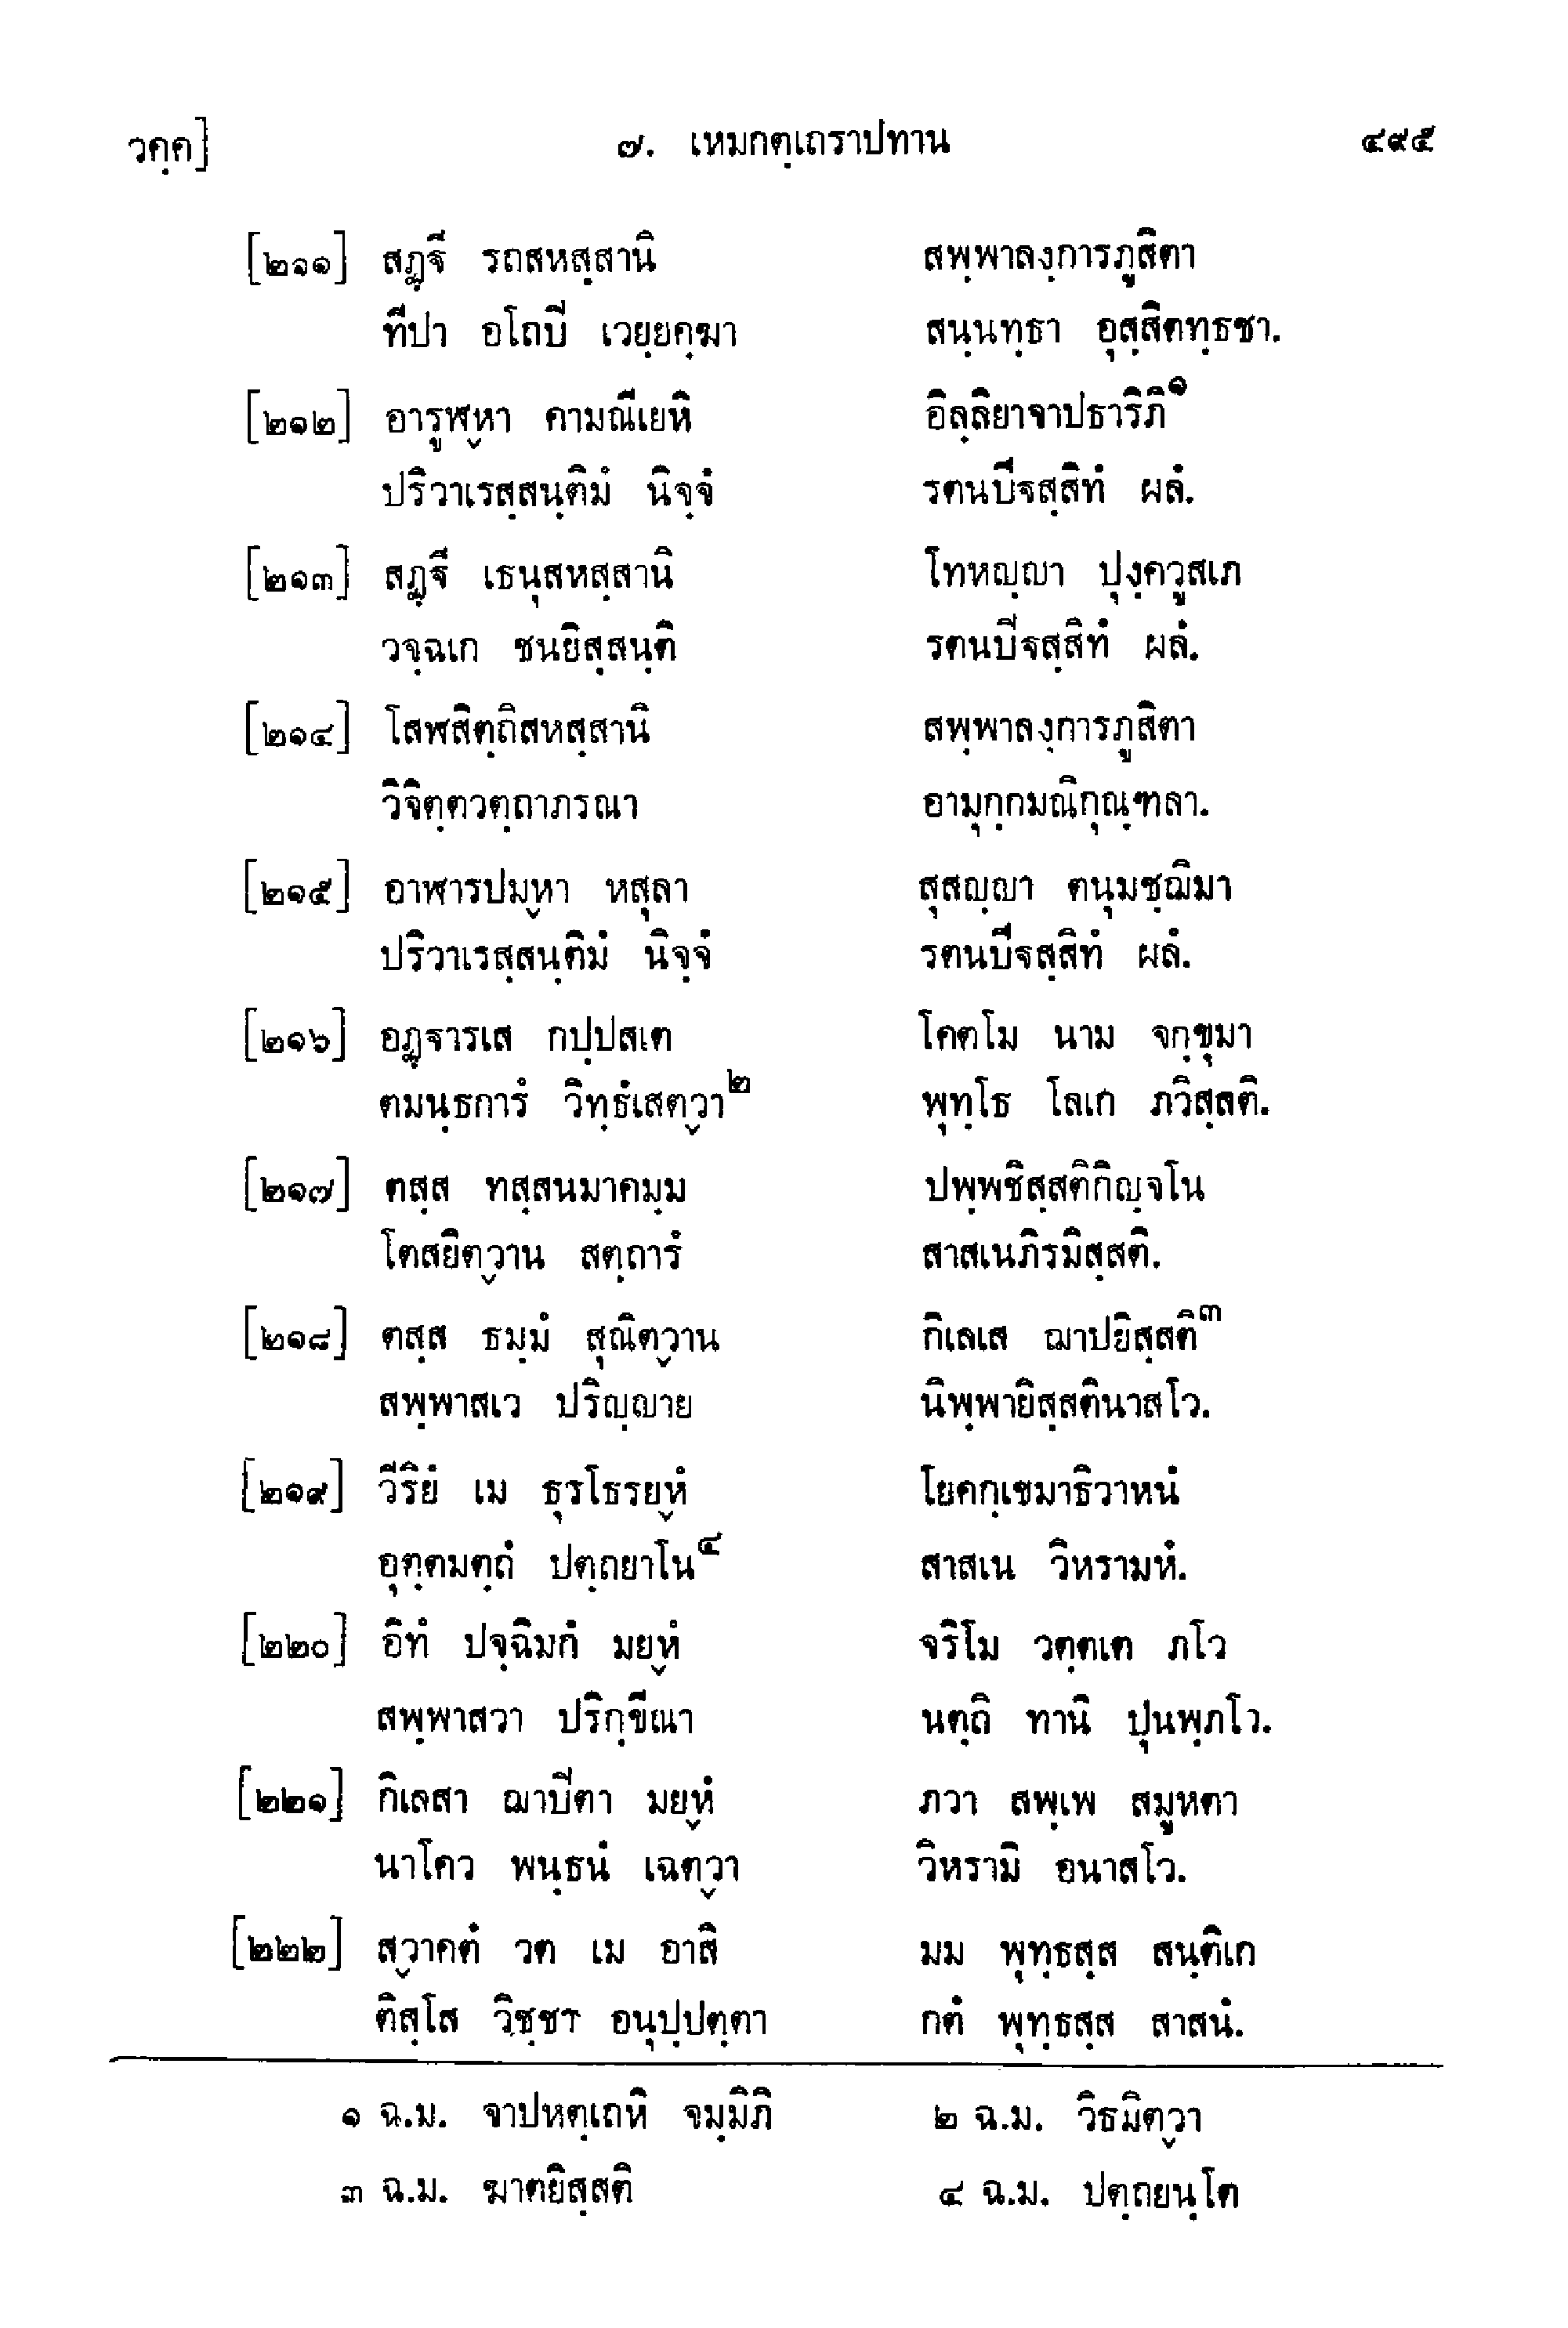 วคฺค] ๗. เหมกตฺเถราปทาน ๔๙๕
[๒๑๑] สฏฺฐี รถสหสฺสานิ สพฺพาลงฺการภูสิตา
ทีปา อโถปิ เวยฺยคฺฆา สนฺนทฺธา อุสฺสิตทฺธชา.
[๒๑๒] อารูฬฺหา คามณีเยหิ อิลฺลิยาจาปธาริภิ๑
ปริวาเรสฺสนฺติมํ นิจฺจํ รตนปีฐสฺสิทํ ผลํ.
[๒๑๓] สฏฺฐี เธนุสหสฺสานิ โทหญฺญา ปุงฺควูสเภ
วจฺฉเก ชนยิสฺสนฺติ รตนปีฐสฺสิทํ ผลํ.
[๒๑๔] โสฬสิตฺถิสหสฺสานิ สพฺพาลงฺการภูสิตา
วิจิตฺตวตฺถาภรณา อามุกฺกมณิกุณฺฑลา.
[๒๑๕] อาฬารปมฺหา หสุลา สุสญฺญา ตนุมชฺฌิมา
ปริวาเรสฺสนฺติมํ นิจฺจํ รตนปีฐสฺสิทํ ผลํ.
[๒๑๖] อฏฺฐารเส กปฺปสเต โคตโม นาม จกฺขุมา
ตมนฺธการํ วิทฺธํเสตฺวา๒ พุทฺโธ โลเก ภวิสฺสติ.
[๒๑๗] ตสฺส ทสฺสนมาคมฺม ปพฺพชิสฺสติกิญฺจโน
โตสยิตฺวาน สตฺถารํ สาสเนภิรมิสฺสติ.
[๒๑๘] ตสฺส ธมฺมํ สุณิตฺวาน กิเลเส ฌาปยิสฺสติ๓
สพฺพาสเว ปริญฺญาย นิพฺพายิสฺสตินาสโว.
[๒๑๙] วีริยํ เม ธุรโธรยฺหํ โยคกฺเขมาธิวาหนํ
อุตฺตมตฺถํ ปตฺถยาโน๔ สาสเน วิหรามหํ.
[๒๒๐] อิทํ ปจฺฉิมกํ มยฺหํ จริโม วตฺตเต ภโว
สพฺพาสวา ปริกฺขีณา นตฺถิ ทานิ ปุนพฺภโว.
[๒๒๑] กิเลสา ฌาปิตา มยฺหํ ภวา สพฺเพ สมูหตา
นาโคว พนฺธนํ เฉตฺวา วิหรามิ อนาสโว.
[๒๒๒] สฺวาคตํ วต เม อาสิ มม พุทฺธสฺส สนฺติเก
ติสฺโส วิชฺชา อนุปฺปตฺตา กตํ พุทฺธสฺส สาสนํ.
๑ ฉ.ม. จาปหตฺเถหิ จมฺมิภิ ๒ ฉ.ม. วิธมิตฺวา
๓ ฉ.ม. ฆาตยิสฺสติ ๔ ฉ.ม. ปตฺถยนฺโต